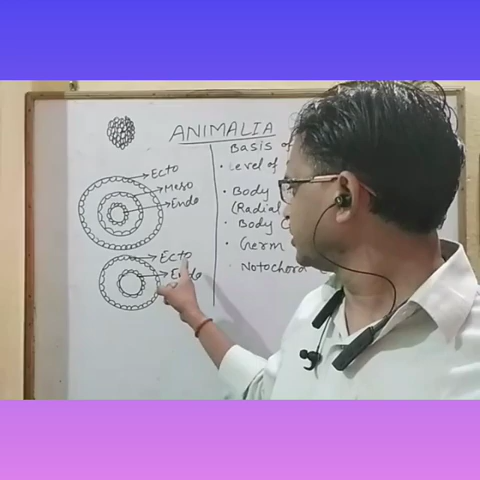 ANIMALIA
Ecto
Meso
Endo
Ecto
Endo
Basis of
• Level of
• Body
(Radial
• Body
• Germ
• Notochord